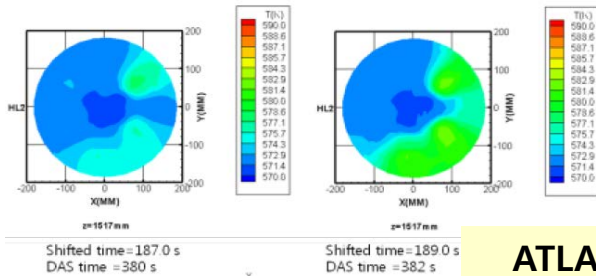 T(K)
590.0
588.6
587.1
585.7
584.3
582.9
581.4
580.0
578.6
577.1
575.7
574.3
572.9
571.4
570.0
HL2
200
100
0
-100
200
Y(MM)
-200 -100 0 100 200
X(MM)
z=1517mm
Shifted time=187.0 s
DAS time =380 s
T(K)
590.0
588.6
587.1
585.7
584.3
582.9
581.4
580.0
578.6
577.1
575.7
574.3
572.9
571.4
570.0
HL2
200
100
0
-100
200
Y(MM)
-200 -100 0 100 200
X(MM)
z=1517mm
Shifted time=189.0 s
DAS time =382 s
ATLA